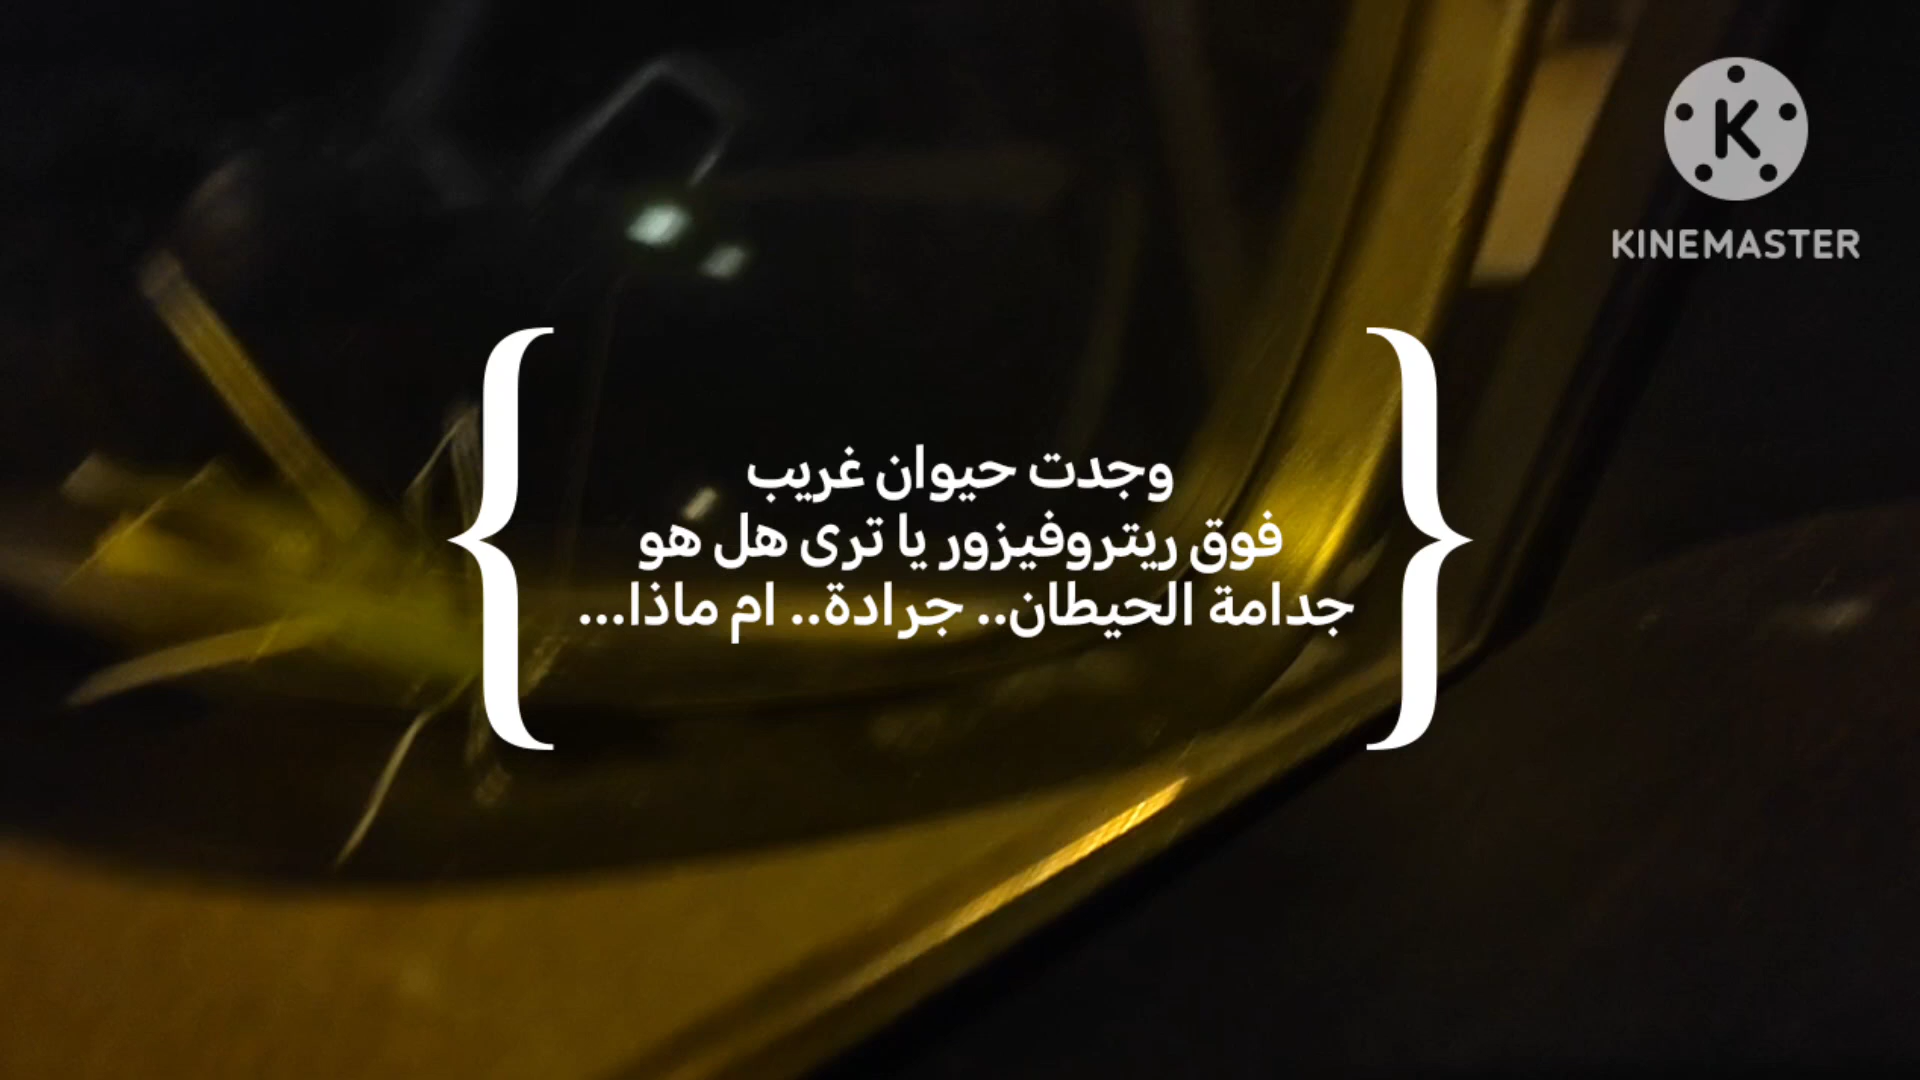 وجدت حيوان غريب
فوق ريتروفيزور يا ترى هل هو
جدامة الحيطان.. جرادة.. ام ماذا...
KINEMASTER